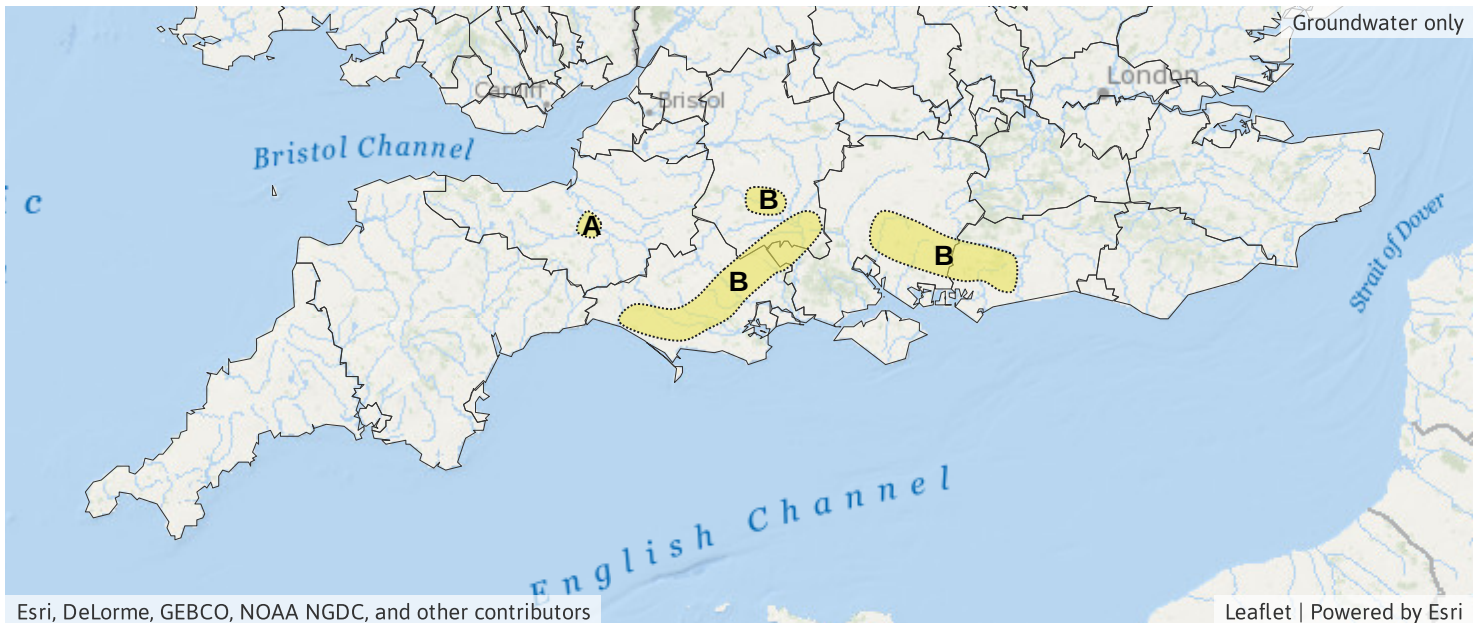 Groundwater only
London
Cardiff
Bristol
Bristol Channel
c
Strait of Dover
B
A
B
B
English Channel
Esri, DeLorme, GEBCO, NOAA NGDC, and other contributors
Leaflet | Powered by Esri